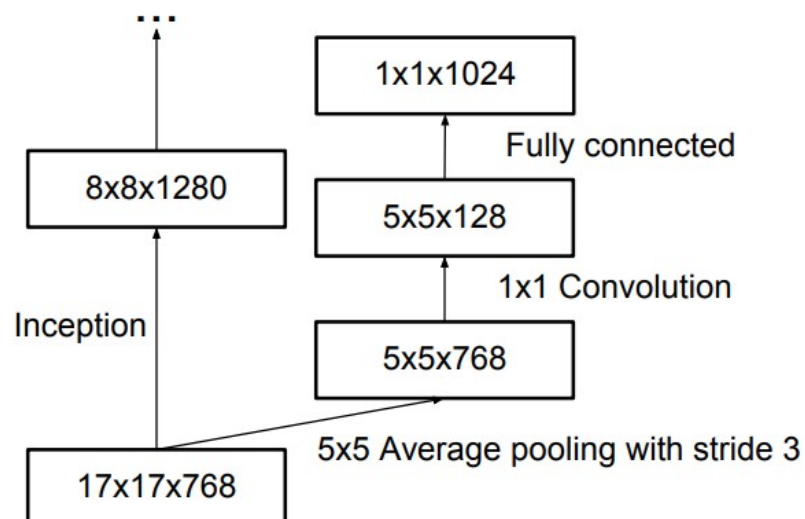 ...
1x1x1024
Fully connected
8x8x1280
5x5x128
1x1 Convolution
Inception
5x5x768
5x5 Average pooling with stride 3
17x17x768